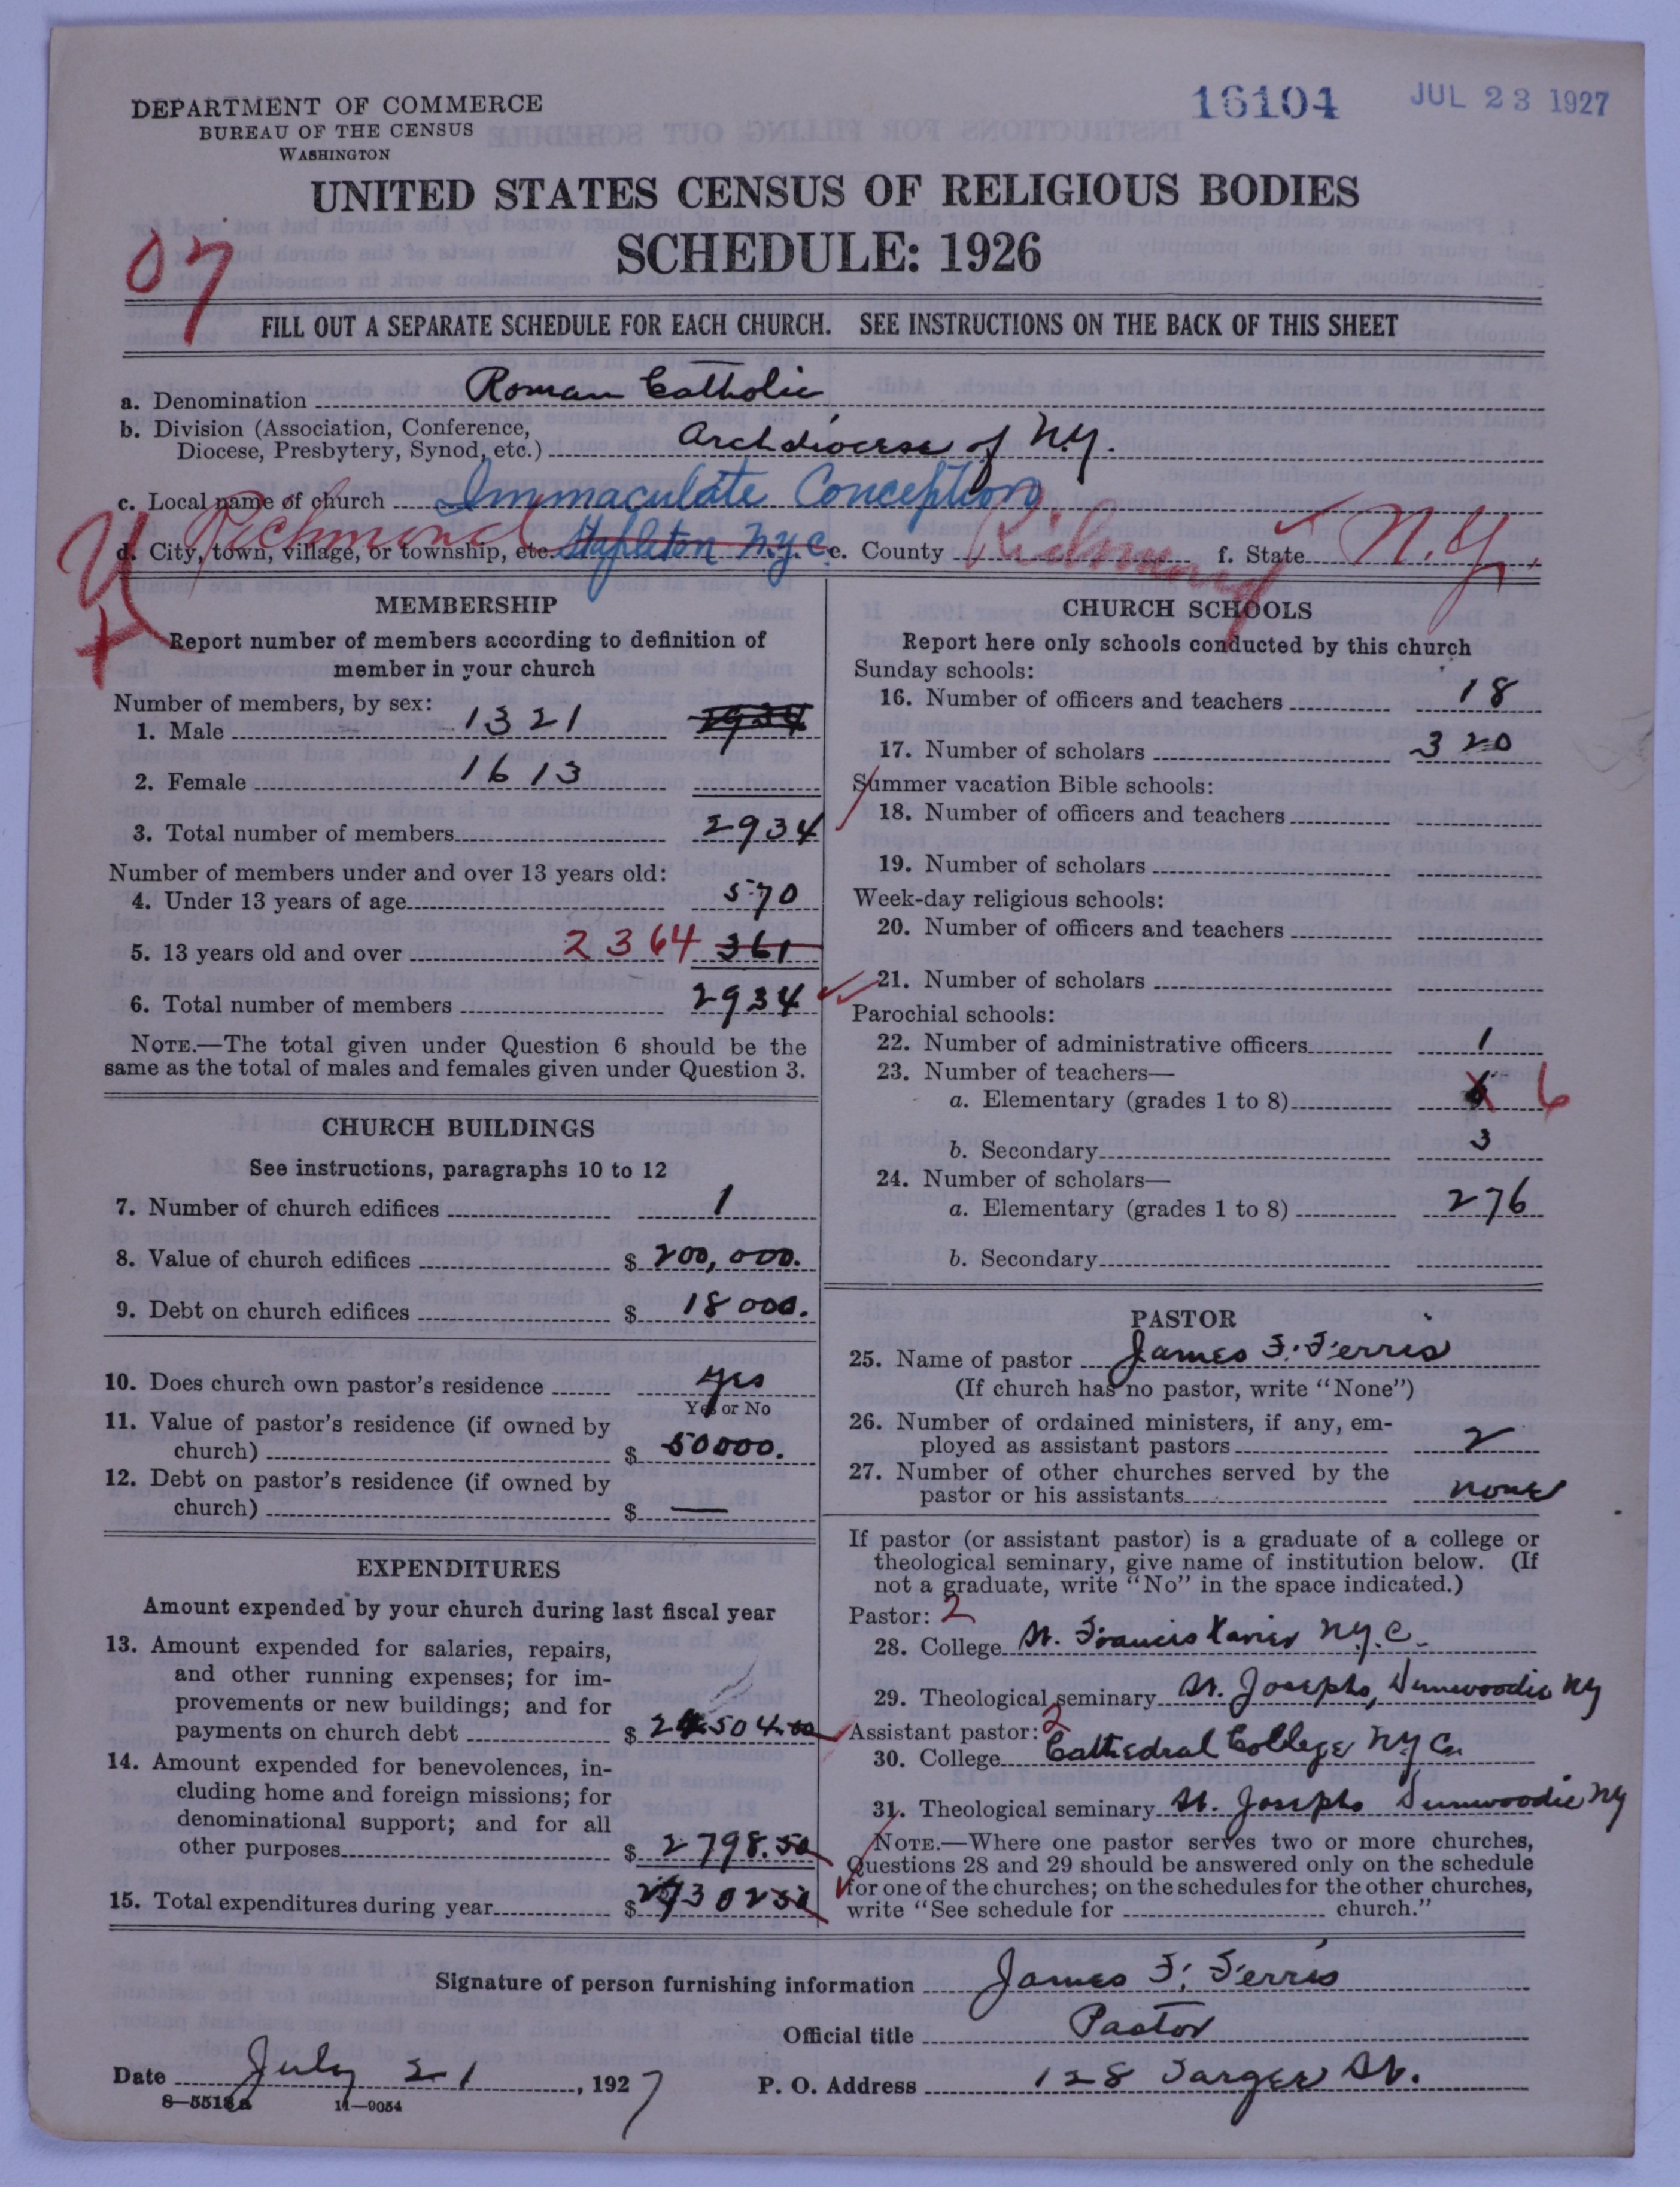 DEPARTMENT OF COMMERCE
BUREAU OF THE CENSUS
WASHINGTON
16104 JUL 23 1927
UNITED STATES CENSUS OF RELIGIOUS BODIES
SCHEDULE: 1926
07
FILL OUT A SEPARATE SCHEDULE FOR EACH CHURCH. SEE INSTRUCTIONS ON THE BACK OF THIS SHEET
a. Denomination Roman Catholic
b. Division (Association, Conference,
Diocese, Presbytery, Synod, etc.) Archdiocese of N.Y.
c. Local name of church Immaculate Conception
Richmond
d. City, town, village, or township, etc. Stapleton N.Y.C. e. County Richmond f. State N.Y.
MEMBERSHIP
Report number of members according to definition of
member in your church
Number of members, by sex:
1. Male 1321 2934
2. Female 1613
3. Total number of members 2934
Number of members under and over 13 years old:
4. Under 13 years of age 570
5. 13 years old and over 2364 361
6. Total number of members 2934
NOTE.—The total given under Question 6 should be the
same as the total of males and females given under Question 3.
CHURCH BUILDINGS
See instructions, paragraphs 10 to 12
7. Number of church edifices 1
8. Value of church edifices $ 200,000.
9. Debt on church edifices $ 18000.
10. Does church own pastor's residence yes
Yes or No
11. Value of pastor's residence (if owned by
church) $ 50000.
12. Debt on pastor's residence (if owned by
church) $ —
EXPENDITURES
Amount expended by your church during last fiscal year
13. Amount expended for salaries, repairs,
and other running expenses; for im-
provements or new buildings; and for
payments on church debt $ 24504.00
14. Amount expended for benevolences, in-
cluding home and foreign missions; for
denominational support; and for all
other purposes $ 2798.50
15. Total expenditures during year $ 2730250
CHURCH SCHOOLS
Report here only schools conducted by this church
Sunday schools:
16. Number of officers and teachers 18
17. Number of scholars 320
Summer vacation Bible schools:
18. Number of officers and teachers
19. Number of scholars
Week-day religious schools:
20. Number of officers and teachers
21. Number of scholars
Parochial schools:
22. Number of administrative officers 1
23. Number of teachers—
a. Elementary (grades 1 to 8) 6
b. Secondary 3
24. Number of scholars—
a. Elementary (grades 1 to 8) 276
b. Secondary
PASTOR
25. Name of pastor James F. Ferris
(If church has no pastor, write "None")
26. Number of ordained ministers, if any, em-
ployed as assistant pastors 2
27. Number of other churches served by the
pastor or his assistants none
If pastor (or assistant pastor) is a graduate of a college or
theological seminary, give name of institution below. (If
not a graduate, write "No" in the space indicated.)
Pastor: 2
28. College St. Francis Xavier N.Y.C.
29. Theological seminary St. Josephs, Dunwoodie NY
Assistant pastor: 2
30. College Cathedral College NYC.
31. Theological seminary St. Josephs Dunwoodie NY
NOTE.—Where one pastor serves two or more churches,
Questions 28 and 29 should be answered only on the schedule
for one of the churches; on the schedules for the other churches,
write "See schedule for church."
Signature of person furnishing information James F. Ferris
Official title Pastor
Date July 21, 1927 P. O. Address 128 Targee St.
8—5513a 11—9054